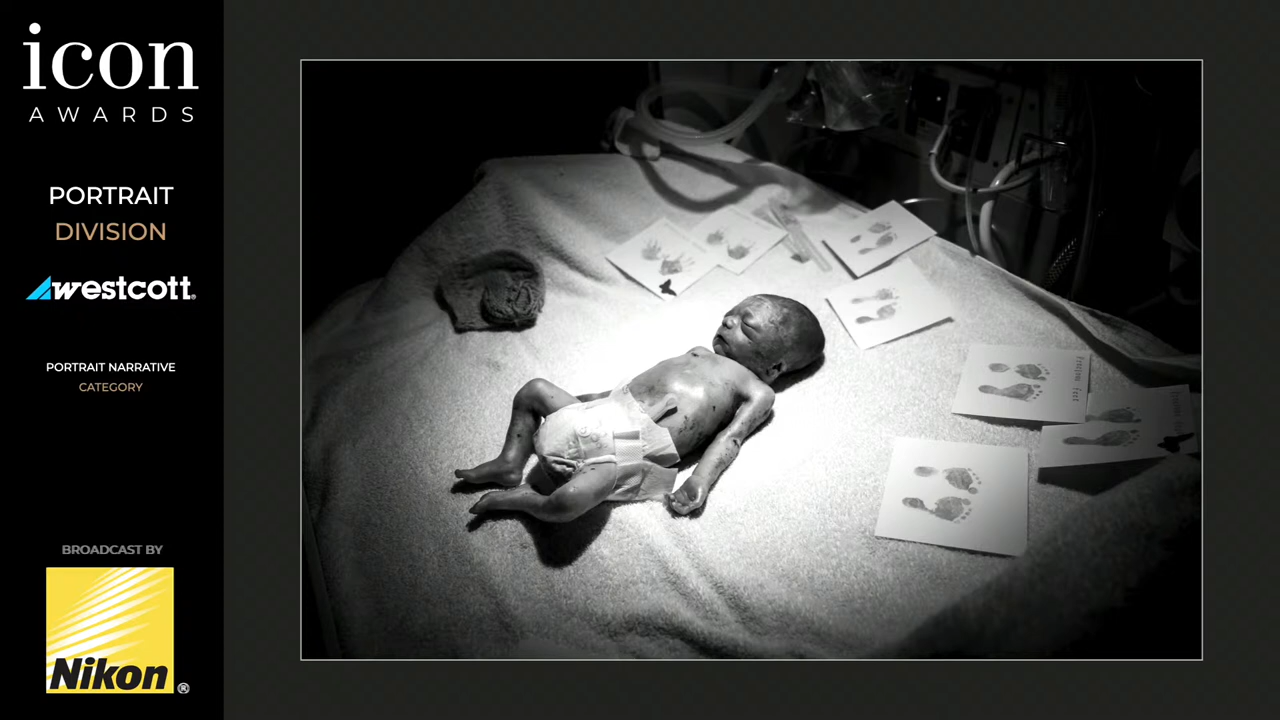 icon
AWARDS
PORTRAIT
DIVISION
westcott®
PORTRAIT NARRATIVE
CATEGORY
BROADCAST BY
Nikon®